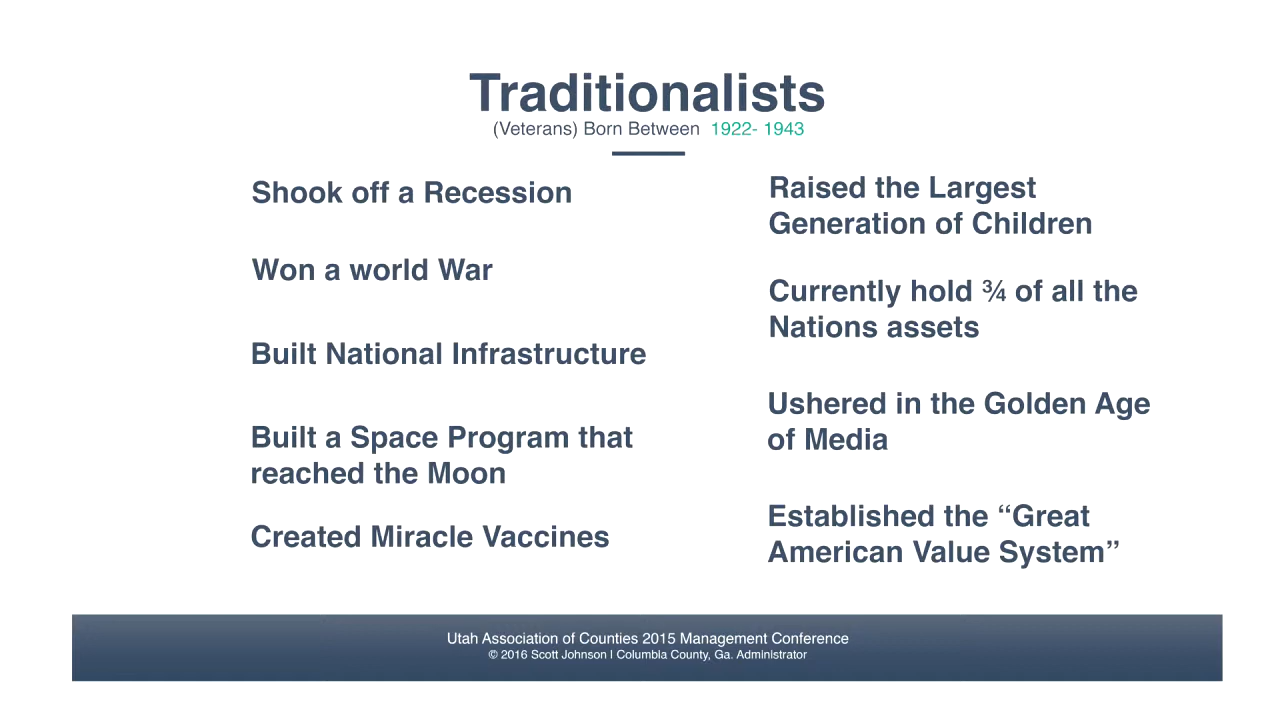 Traditionalists
(Veterans) Born Between 1922- 1943
Shook off a Recession
Won a world War
Built National Infrastructure
Built a Space Program that
reached the Moon
Created Miracle Vaccines
Raised the Largest
Generation of Children
Currently hold ¾ of all the
Nations assets
Ushered in the Golden Age
of Media
Established the “Great
American Value System”
Utah Association of Counties 2015 Management Conference
© 2016 Scott Johnson | Columbia County, Ga. Administrator